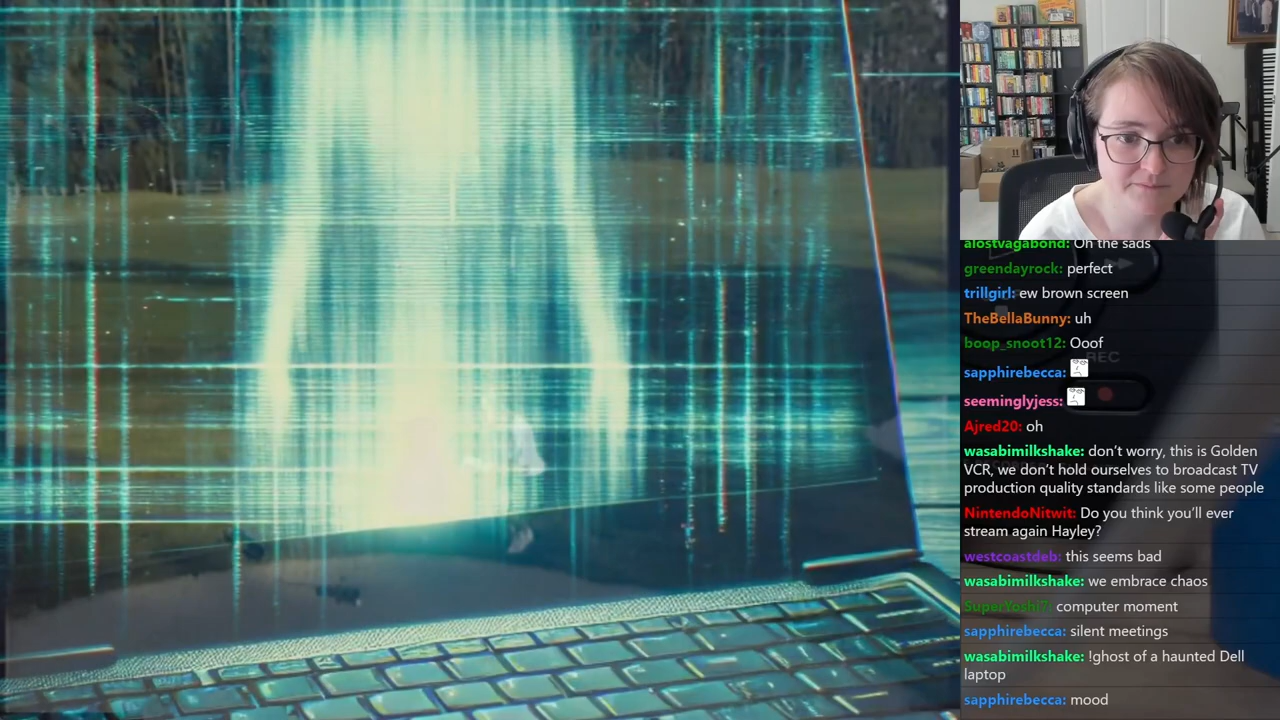 alostvagabond: Oh the sads
greendayrock: perfect
trillgirl: ew brown screen
TheBellaBunny: uh
boop_snoot12: Ooof
REC
sapphirebecca:
seeminglyjess:
Ajred20: oh
wasabimilkshake: don't worry, this is Golden
VCR, we don't hold ourselves to broadcast TV
production quality standards like some people
NintendoNitwit: Do you think you'll ever
stream again Hayley?
westcoastdeb: this seems bad
wasabimilkshake: we embrace chaos
SuperYoshi7: computer moment
sapphirebecca: silent meetings
wasabimilkshake: !ghost of a haunted Dell
laptop
sapphirebecca: mood